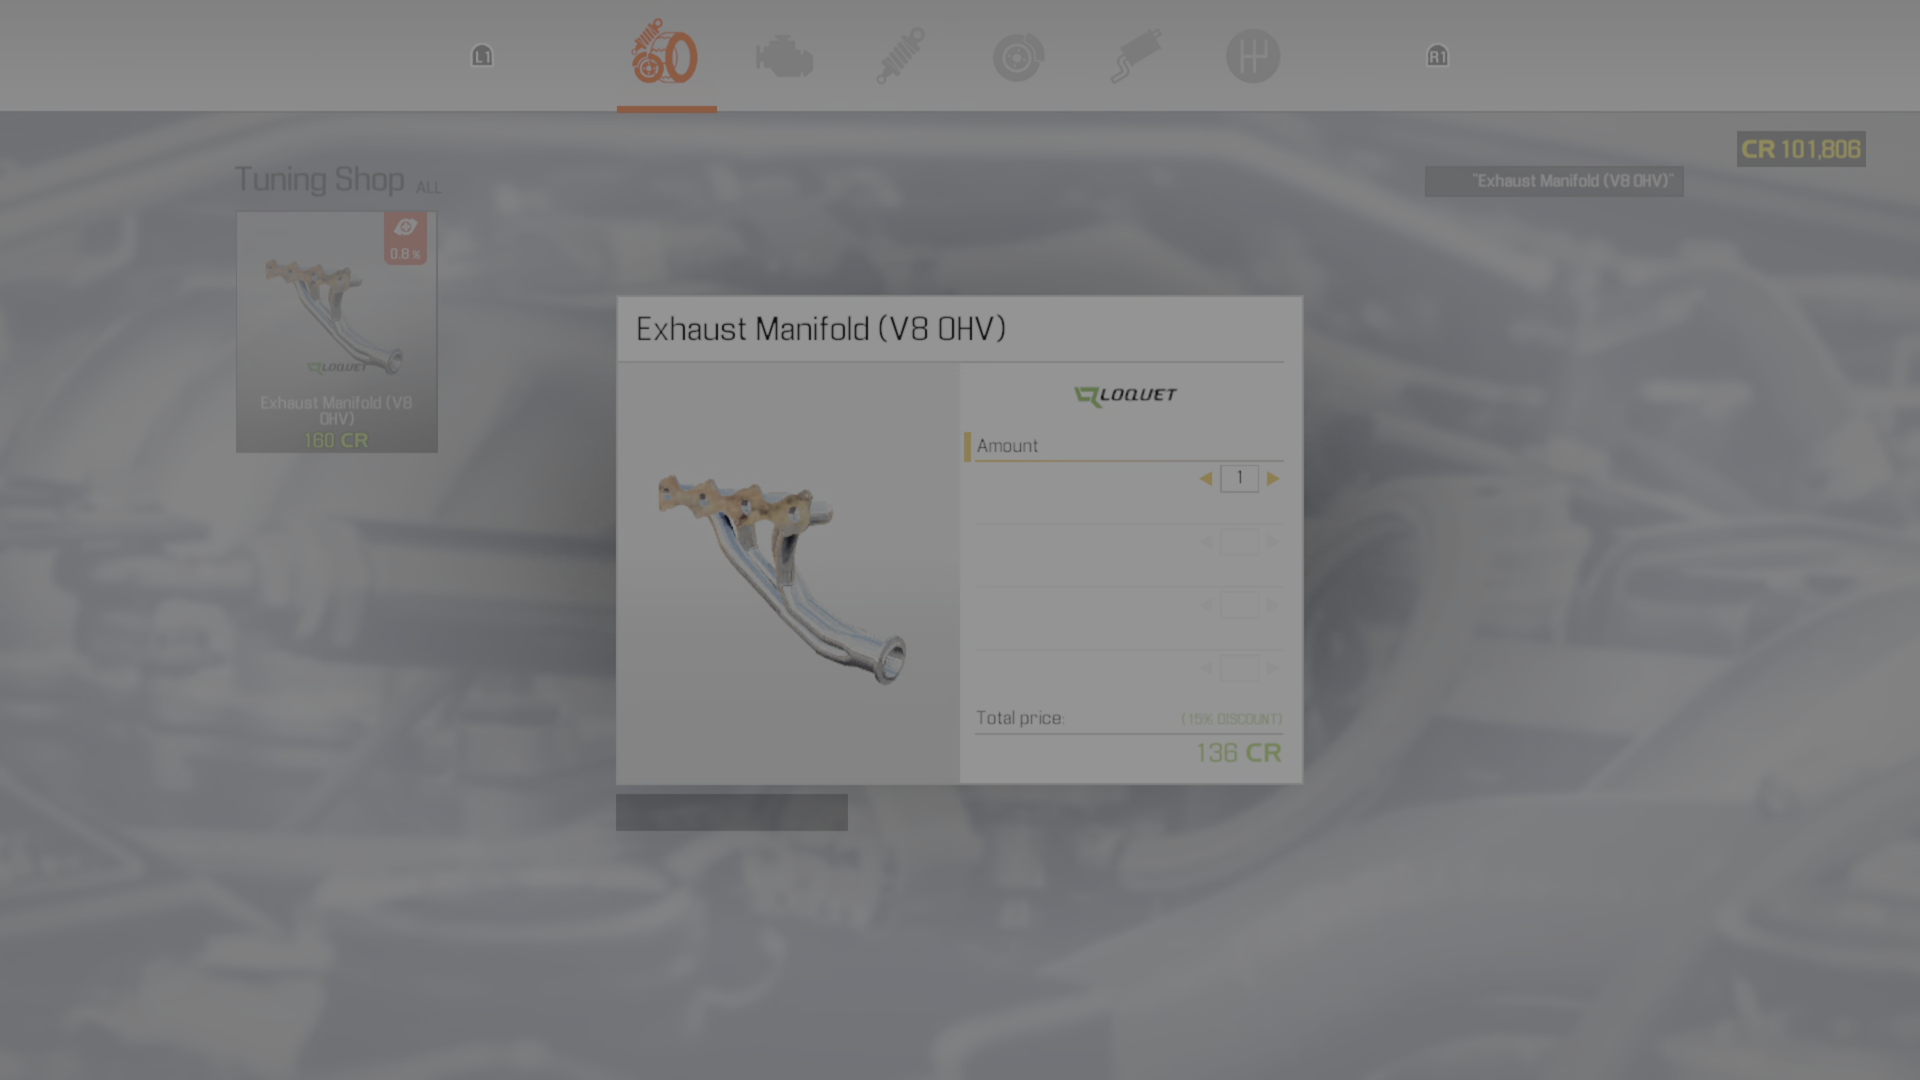 L1
R1
CR 101,806
Tuning Shop ALL
"Exhaust Manifold (V8 OHV)"
0.8 %
LOQUET
Exhaust Manifold (V8
OHV)
160 CR
Exhaust Manifold (V8 OHV)
LOQUET
Amount
1
Total price:
(15% DISCOUNT)
136 CR